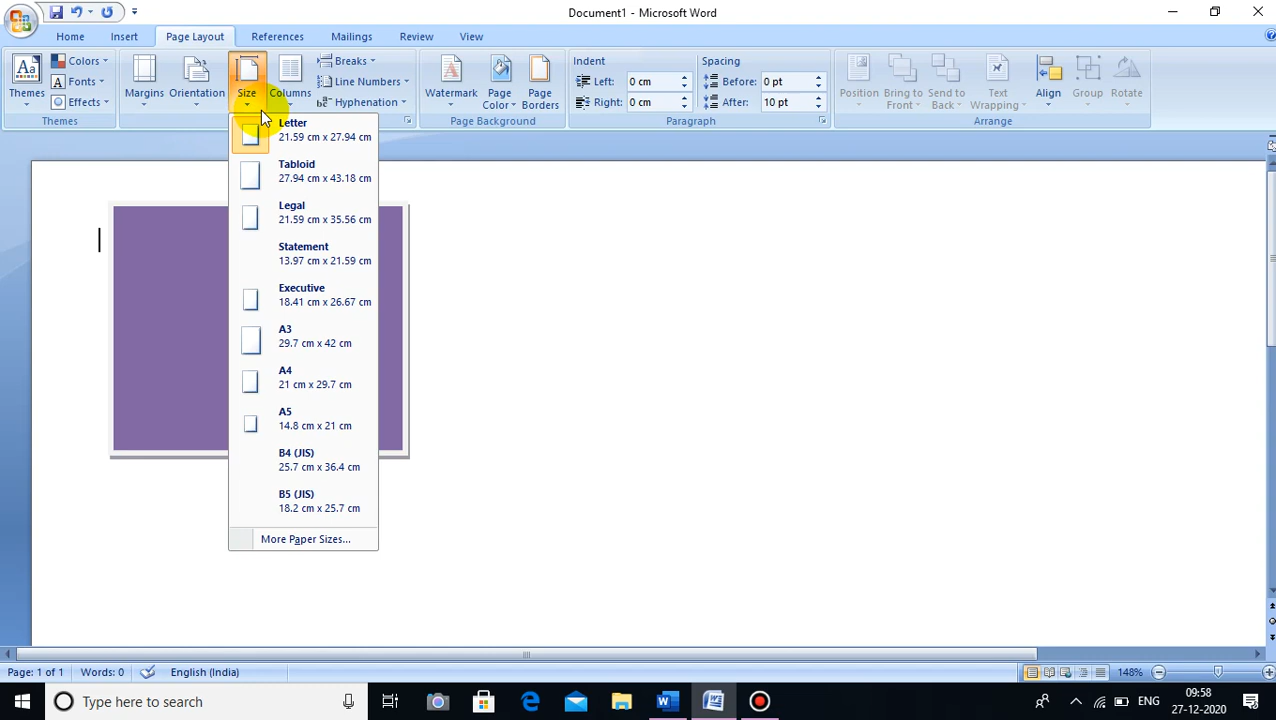 Document1 - Microsoft Word
Home Insert Page Layout References Mailings Review View
Themes
Colors
Fonts
Effects
Themes
Margins
Orientation
Size
Columns
Breaks
Line Numbers
Hyphenation
Watermark
Page Color
Page Borders
Page Background
Indent
Left: 0 cm
Right: 0 cm
Spacing
Before: 0 pt
After: 10 pt
Paragraph
Position
Bring to Front
Send to Back
Text Wrapping
Align
Group
Rotate
Arrange
Letter
21.59 cm x 27.94 cm
Tabloid
27.94 cm x 43.18 cm
Legal
21.59 cm x 35.56 cm
Statement
13.97 cm x 21.59 cm
Executive
18.41 cm x 26.67 cm
A3
29.7 cm x 42 cm
A4
21 cm x 29.7 cm
A5
14.8 cm x 21 cm
B4 (JIS)
25.7 cm x 36.4 cm
B5 (JIS)
18.2 cm x 25.7 cm
More Paper Sizes...
Page: 1 of 1 Words: 0 English (India) 148%
Type here to search
ENG
09:58
27-12-2020